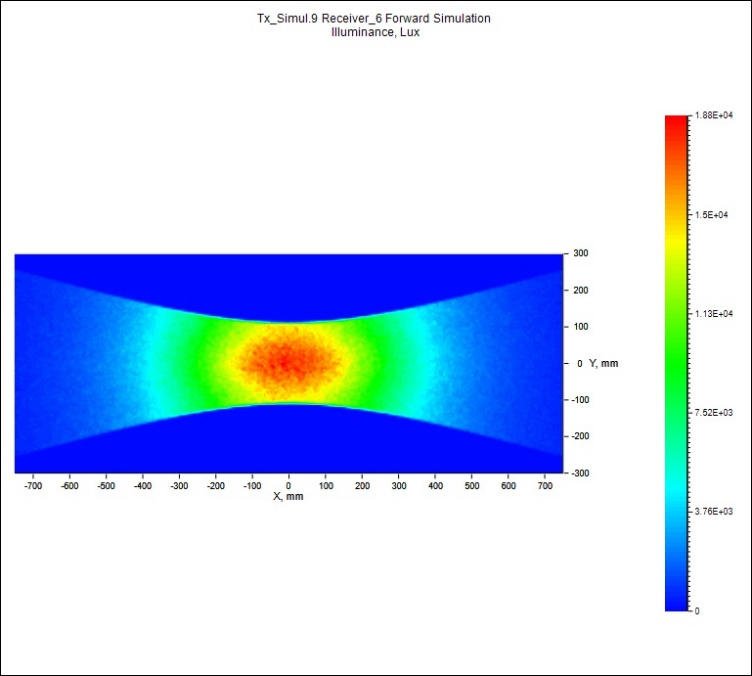 Tx_Simul.9 Receiver_6 Forward Simulation
Illuminance, Lux
1.88E+04
1.5E+04
1.13E+04
7.52E+03
3.76E+03
0
300
200
100
0 Y, mm
-100
-200
-300
-700 -600 -500 -400 -300 -200 -100 0 100 200 300 400 500 600 700
X, mm